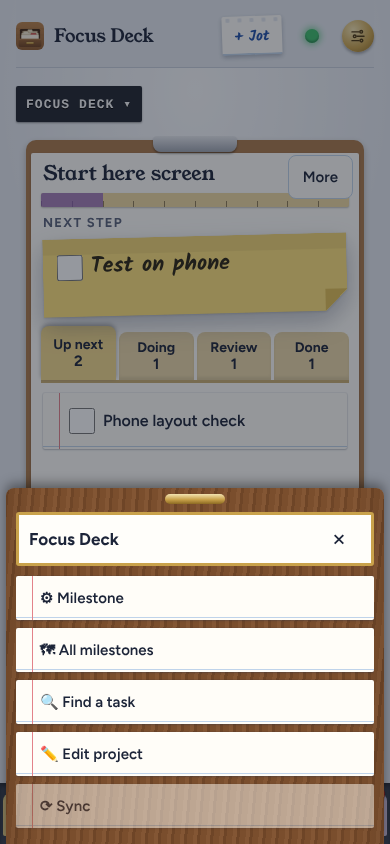 Focus Deck
+ Jot
FOCUS DECK ▾
Start here screen
More
NEXT STEP
Test on phone
Up next
2
Doing
1
Review
1
Done
1
Phone layout check
Focus Deck
×
⚙ Milestone
🗺 All milestones
🔍 Find a task
✏️ Edit project
⟳ Sync